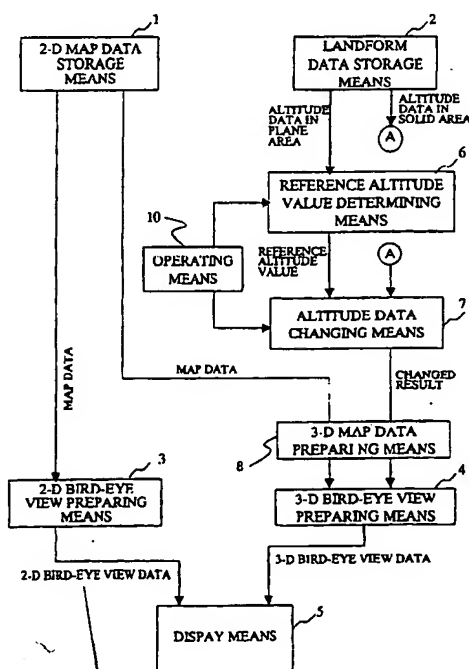 1
2-D MAP DATA
STORAGE
MEANS
2
LANDFORM
DATA STORAGE
MEANS
ALTITUDE
DATA IN
PLANE
AREA
ALTITUDE
DATA IN
SOLID AREA
A
6
REFERENCE ALTITUDE
VALUE DETERMINING
MEANS
10
OPERATING
MEANS
REFERENCE
ALTITUDE
VALUE
A
7
ALTITUDE DATA
CHANGING MEANS
MAP DATA
MAP DATA
CHANGED
RESULT
8
3-D MAP DATA
PREPARING MEANS
3
2-D BIRD-EYE
VIEW PREPARING
MEANS
4
3-D BIRD-EYE VIEW
PREPARING MEANS
2-D BIRD-EYE VIEW DATA
3-D BIRD-EYE VIEW DATA
5
DISPAY MEANS